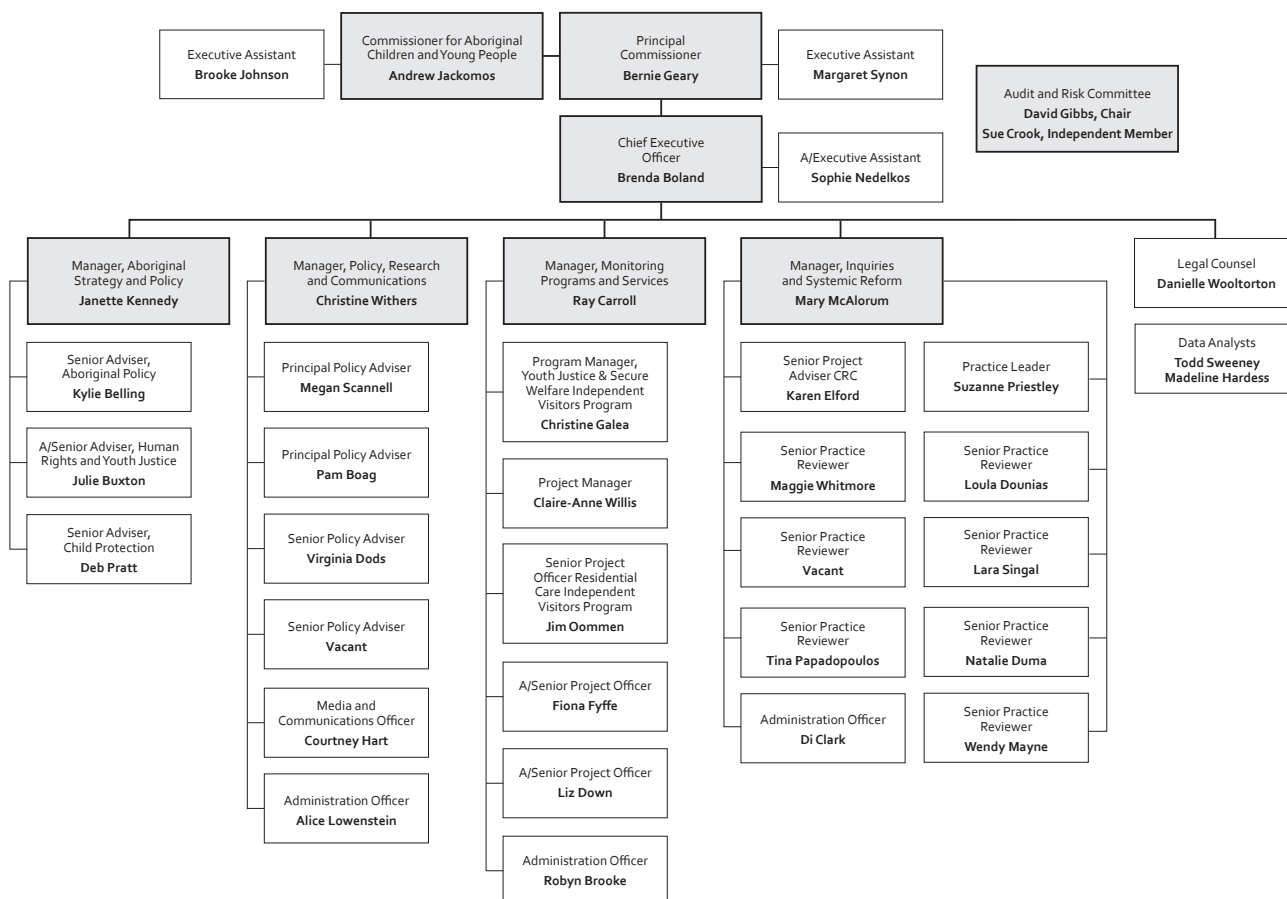 Executive Assistant
Brooke Johnson
Commissioner for Aboriginal
Children and Young People
Andrew Jackomos
Principal
Commissioner
Bernie Geary
Executive Assistant
Margaret Synon
Audit and Risk Committee
David Gibbs, Chair
Sue Crook, Independent Member
Chief Executive
Officer
Brenda Boland
A/Executive Assistant
Sophie Nedelkos
Manager, Aboriginal
Strategy and Policy
Janette Kennedy
Senior Adviser,
Aboriginal Policy
Kylie Belling
A/Senior Adviser, Human
Rights and Youth Justice
Julie Buxton
Senior Adviser,
Child Protection
Deb Pratt
Manager, Policy, Research
and Communications
Christine Withers
Principal Policy Adviser
Megan Scannell
Principal Policy Adviser
Pam Boag
Senior Policy Adviser
Virginia Dods
Senior Policy Adviser
Vacant
Media and
Communications Officer
Courtney Hart
Administration Officer
Alice Lowenstein
Manager, Monitoring
Programs and Services
Ray Carroll
Program Manager,
Youth Justice & Secure
Welfare Independent
Visitors Program
Christine Galea
Project Manager
Claire-Anne Willis
Senior Project
Officer Residential
Care Independent
Visitors Program
Jim Oommen
A/Senior Project Officer
Fiona Fyffe
A/Senior Project Officer
Liz Down
Administration Officer
Robyn Brooke
Manager, Inquiries
and Systemic Reform
Mary McAlorum
Senior Project
Adviser CRC
Karen Elford
Senior Practice
Reviewer
Maggie Whitmore
Senior Practice
Reviewer
Vacant
Senior Practice
Reviewer
Tina Papadopoulos
Administration Officer
Di Clark
Practice Leader
Suzanne Priestley
Senior Practice
Reviewer
Loula Dounias
Senior Practice
Reviewer
Lara Singal
Senior Practice
Reviewer
Natalie Duma
Senior Practice
Reviewer
Wendy Mayne
Legal Counsel
Danielle Wooltorton
Data Analysts
Todd Sweeney
Madeline Hardess